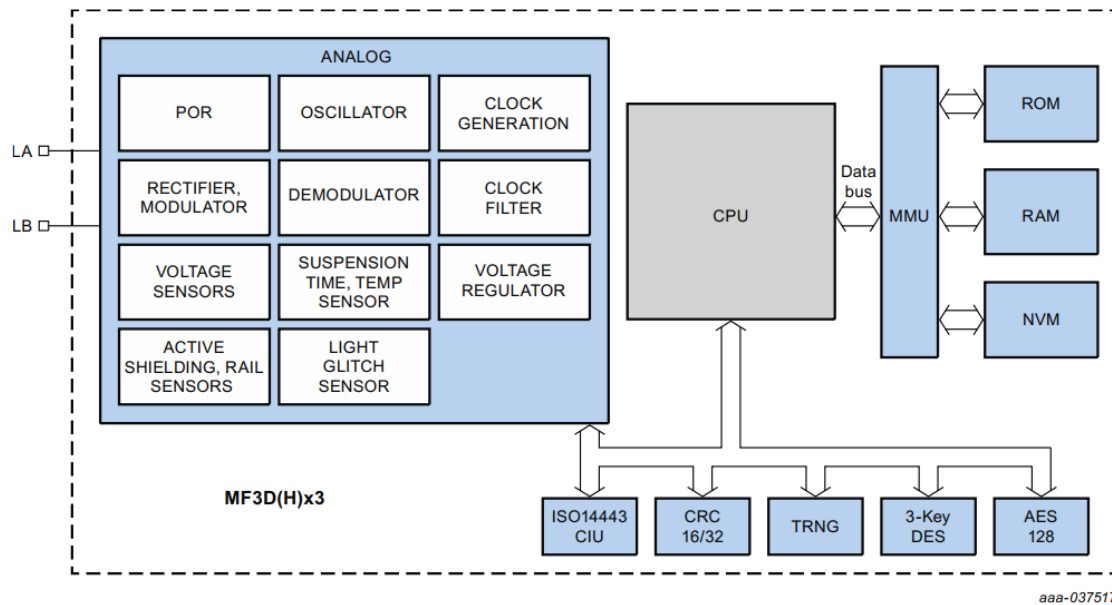 ANALOG
POR
OSCILLATOR
CLOCK
GENERATION
LA
RECTIFIER,
MODULATOR
DEMODULATOR
CLOCK
FILTER
LB
VOLTAGE
SENSORS
SUSPENSION
TIME, TEMP
SENSOR
VOLTAGE
REGULATOR
ACTIVE
SHIELDING, RAIL
SENSORS
LIGHT
GLITCH
SENSOR
CPU
Data
bus
MMU
ROM
RAM
NVM
MF3D(H)x3
ISO14443
CIU
CRC
16/32
TRNG
3-Key
DES
AES
128
aaa-037517